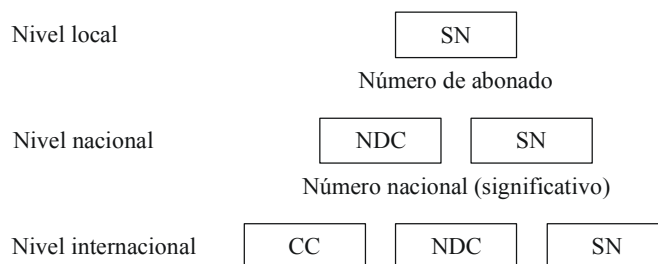 Nivel local SN
Número de abonado
Nivel nacional NDC SN
Número nacional (significativo)
Nivel internacional CC NDC SN